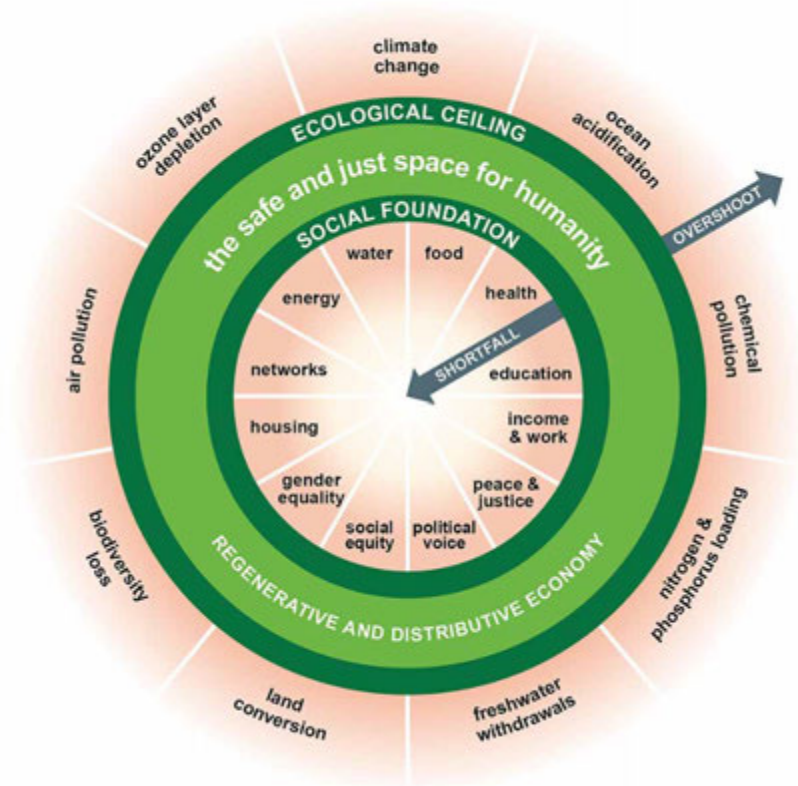 climate
change
ozone layer
depletion
ocean
acidification
ECOLOGICAL CEILING
the safe and just space for humanity
SOCIAL FOUNDATION
OVERSHOOT
water
food
energy
health
air pollution
chemical
pollution
SHORTFALL
networks
education
housing
income
& work
gender
equality
peace &
justice
social
equity
political
voice
biodiversity
loss
nitrogen &
phosphorus loading
REGENERATIVE AND DISTRIBUTIVE ECONOMY
land
conversion
freshwater
withdrawals